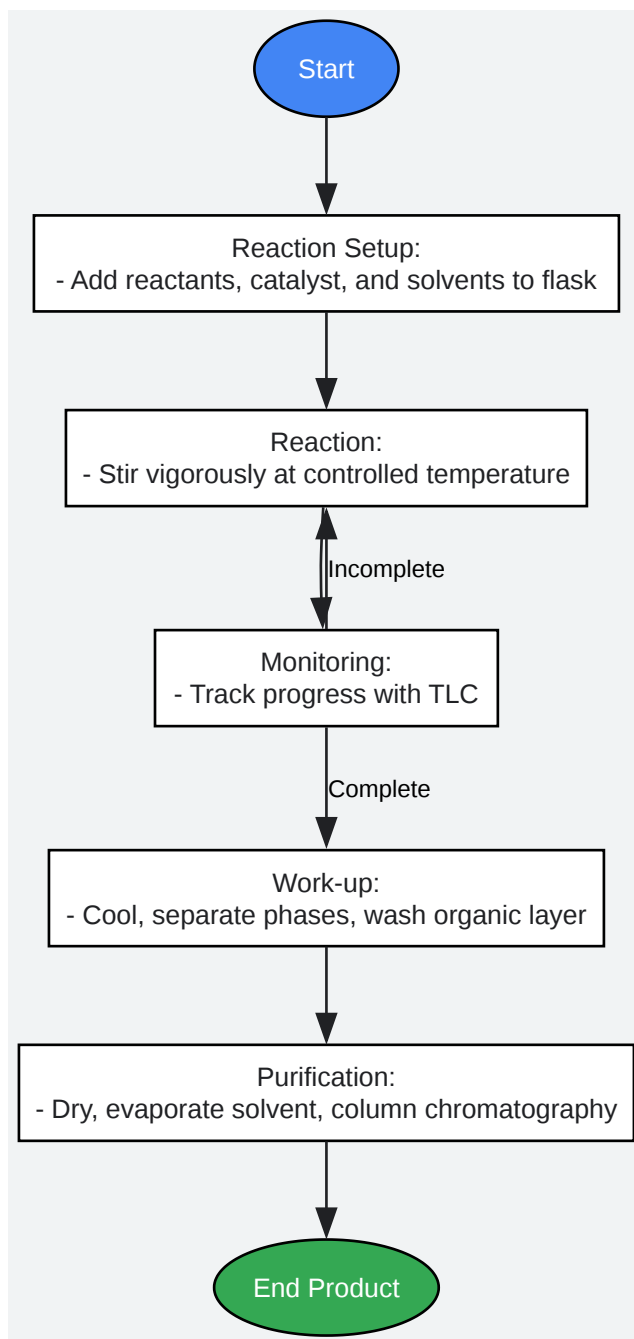 Start
Reaction Setup:
- Add reactants, catalyst, and solvents to flask
Reaction:
- Stir vigorously at controlled temperature
Incomplete
Monitoring:
- Track progress with TLC
Complete
Work-up:
- Cool, separate phases, wash organic layer
Purification:
- Dry, evaporate solvent, column chromatography
End Product